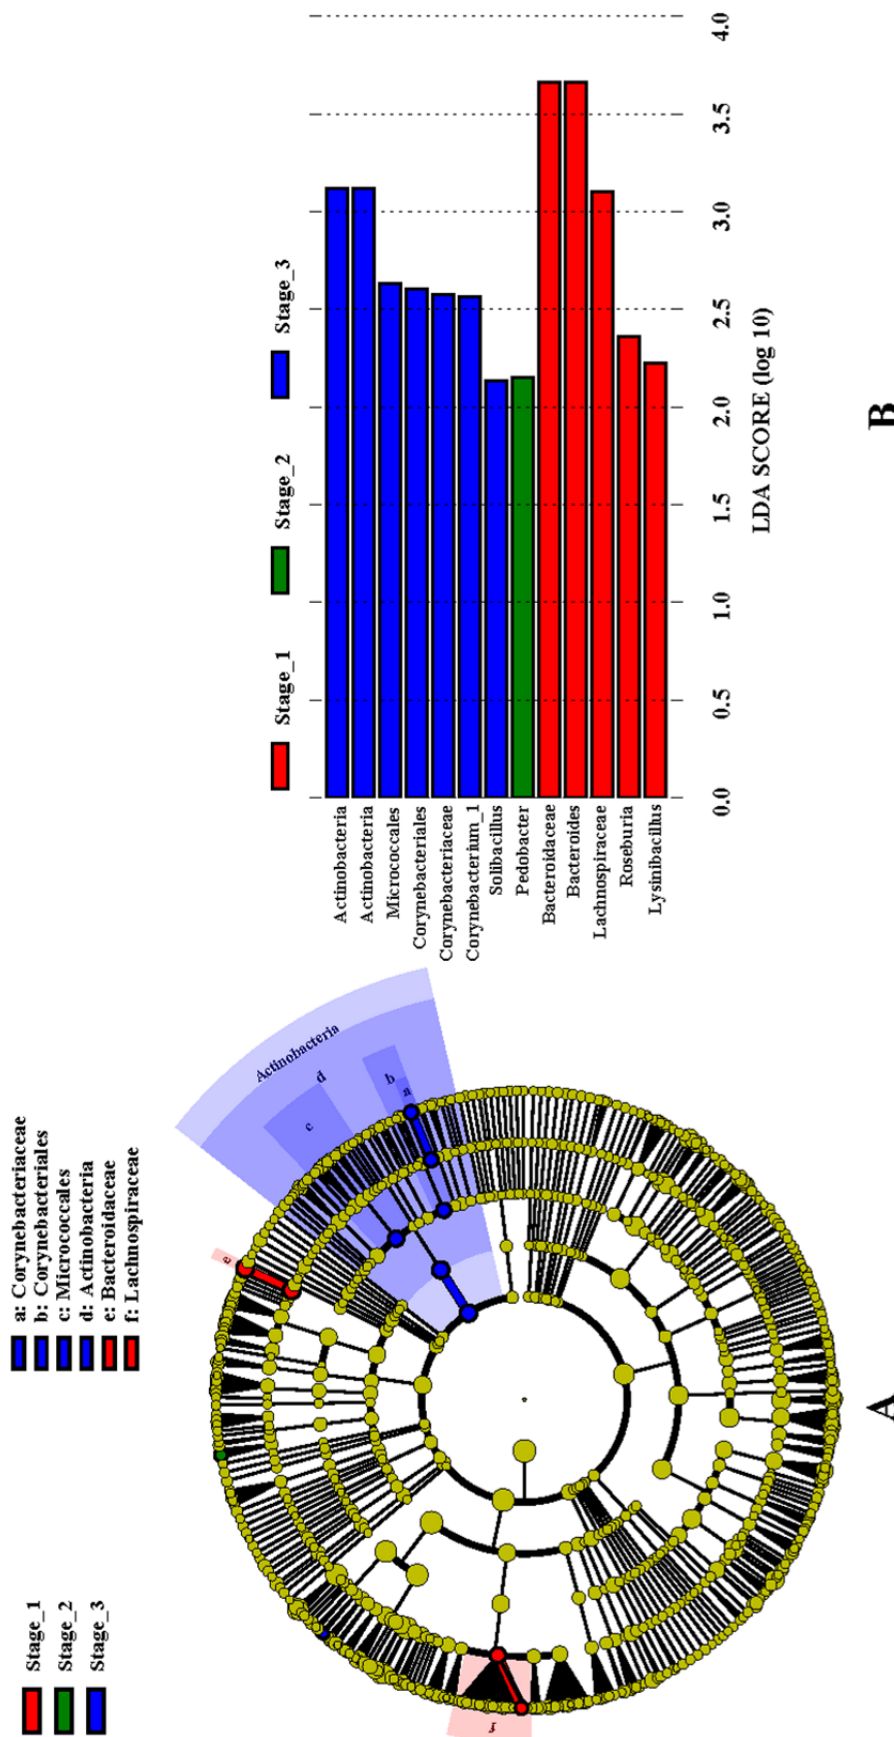 Stage_1
Stage_2
Stage_3
a: Corynebacteriaceae
b: Corynebacteriales
c: Micrococcales
d: Actinobacteria
e: Bacteroidaceae
f: Lachnospiraceae
Actinobacteria
a
b
c
d
e
f
A
Stage_1
Stage_2
Stage_3
Actinobacteria
Actinobacteria
Micrococcales
Corynebacteriales
Corynebacteriaceae
Corynebacterium_1
Solibacillus
Pedobacter
Bacteroidaceae
Bacteroides
Lachnospiraceae
Roseburia
Lysinibacillus
0.0 0.5 1.0 1.5 2.0 2.5 3.0 3.5 4.0
LDA SCORE (log 10)
B